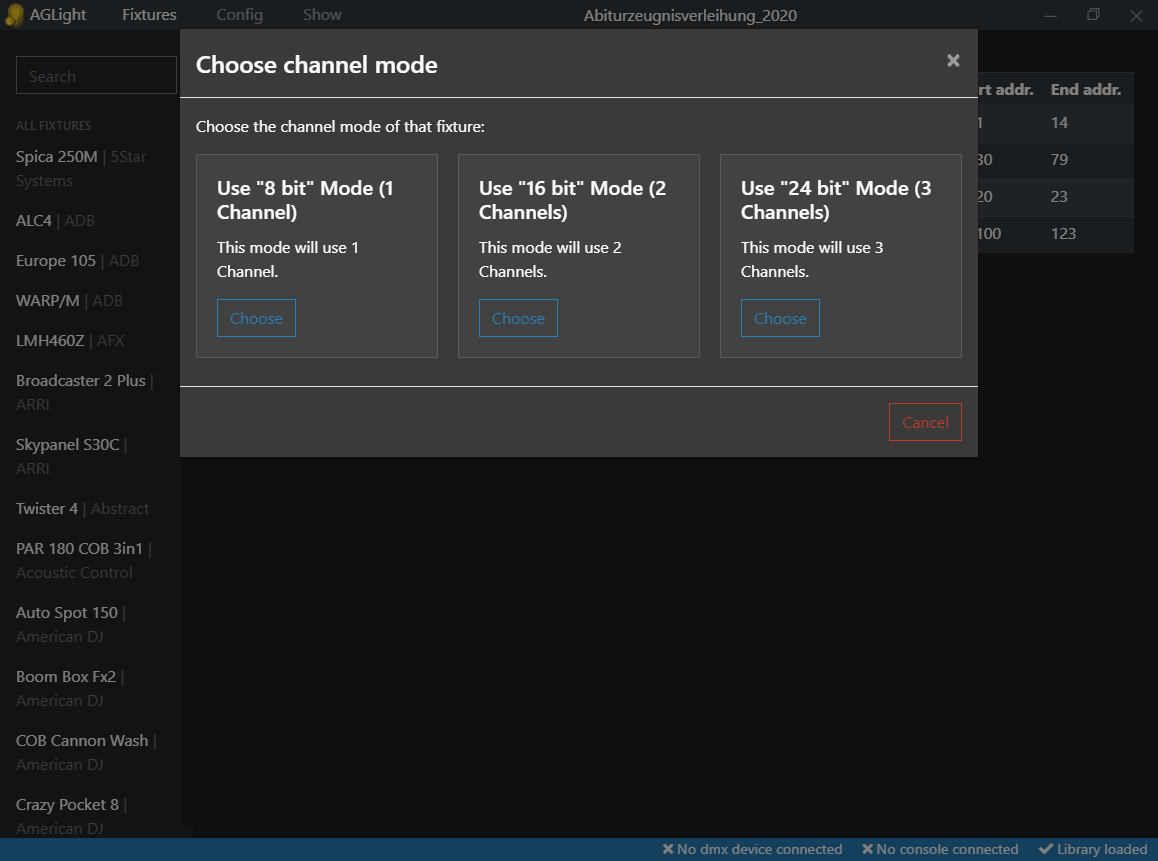 AGLight Fixtures Config Show Abiturzeugnisverleihung_2020
Choose channel mode
Choose the channel mode of that fixture:
Use "8 bit" Mode (1
Channel)
This mode will use 1
Channel.
Choose
Use "16 bit" Mode (2
Channels)
This mode will use 2
Channels.
Choose
Use "24 bit" Mode (3
Channels)
This mode will use 3
Channels.
Choose
Cancel
Search
ALL FIXTURES
Spica 250M | 5Star
Systems
ALC4 | ADB
Europe 105 | ADB
WARP/M | ADB
LMH460Z | AFX
Broadcaster 2 Plus |
ARRI
Skypanel S30C |
ARRI
Twister 4 | Abstract
PAR 180 COB 3in1 |
Acoustic Control
Auto Spot 150 |
American DJ
Boom Box Fx2 |
American DJ
COB Cannon Wash |
American DJ
Crazy Pocket 8 |
American DJ
addr. End addr.
14
79
23
100 123
No dmx device connected No console connected Library loaded